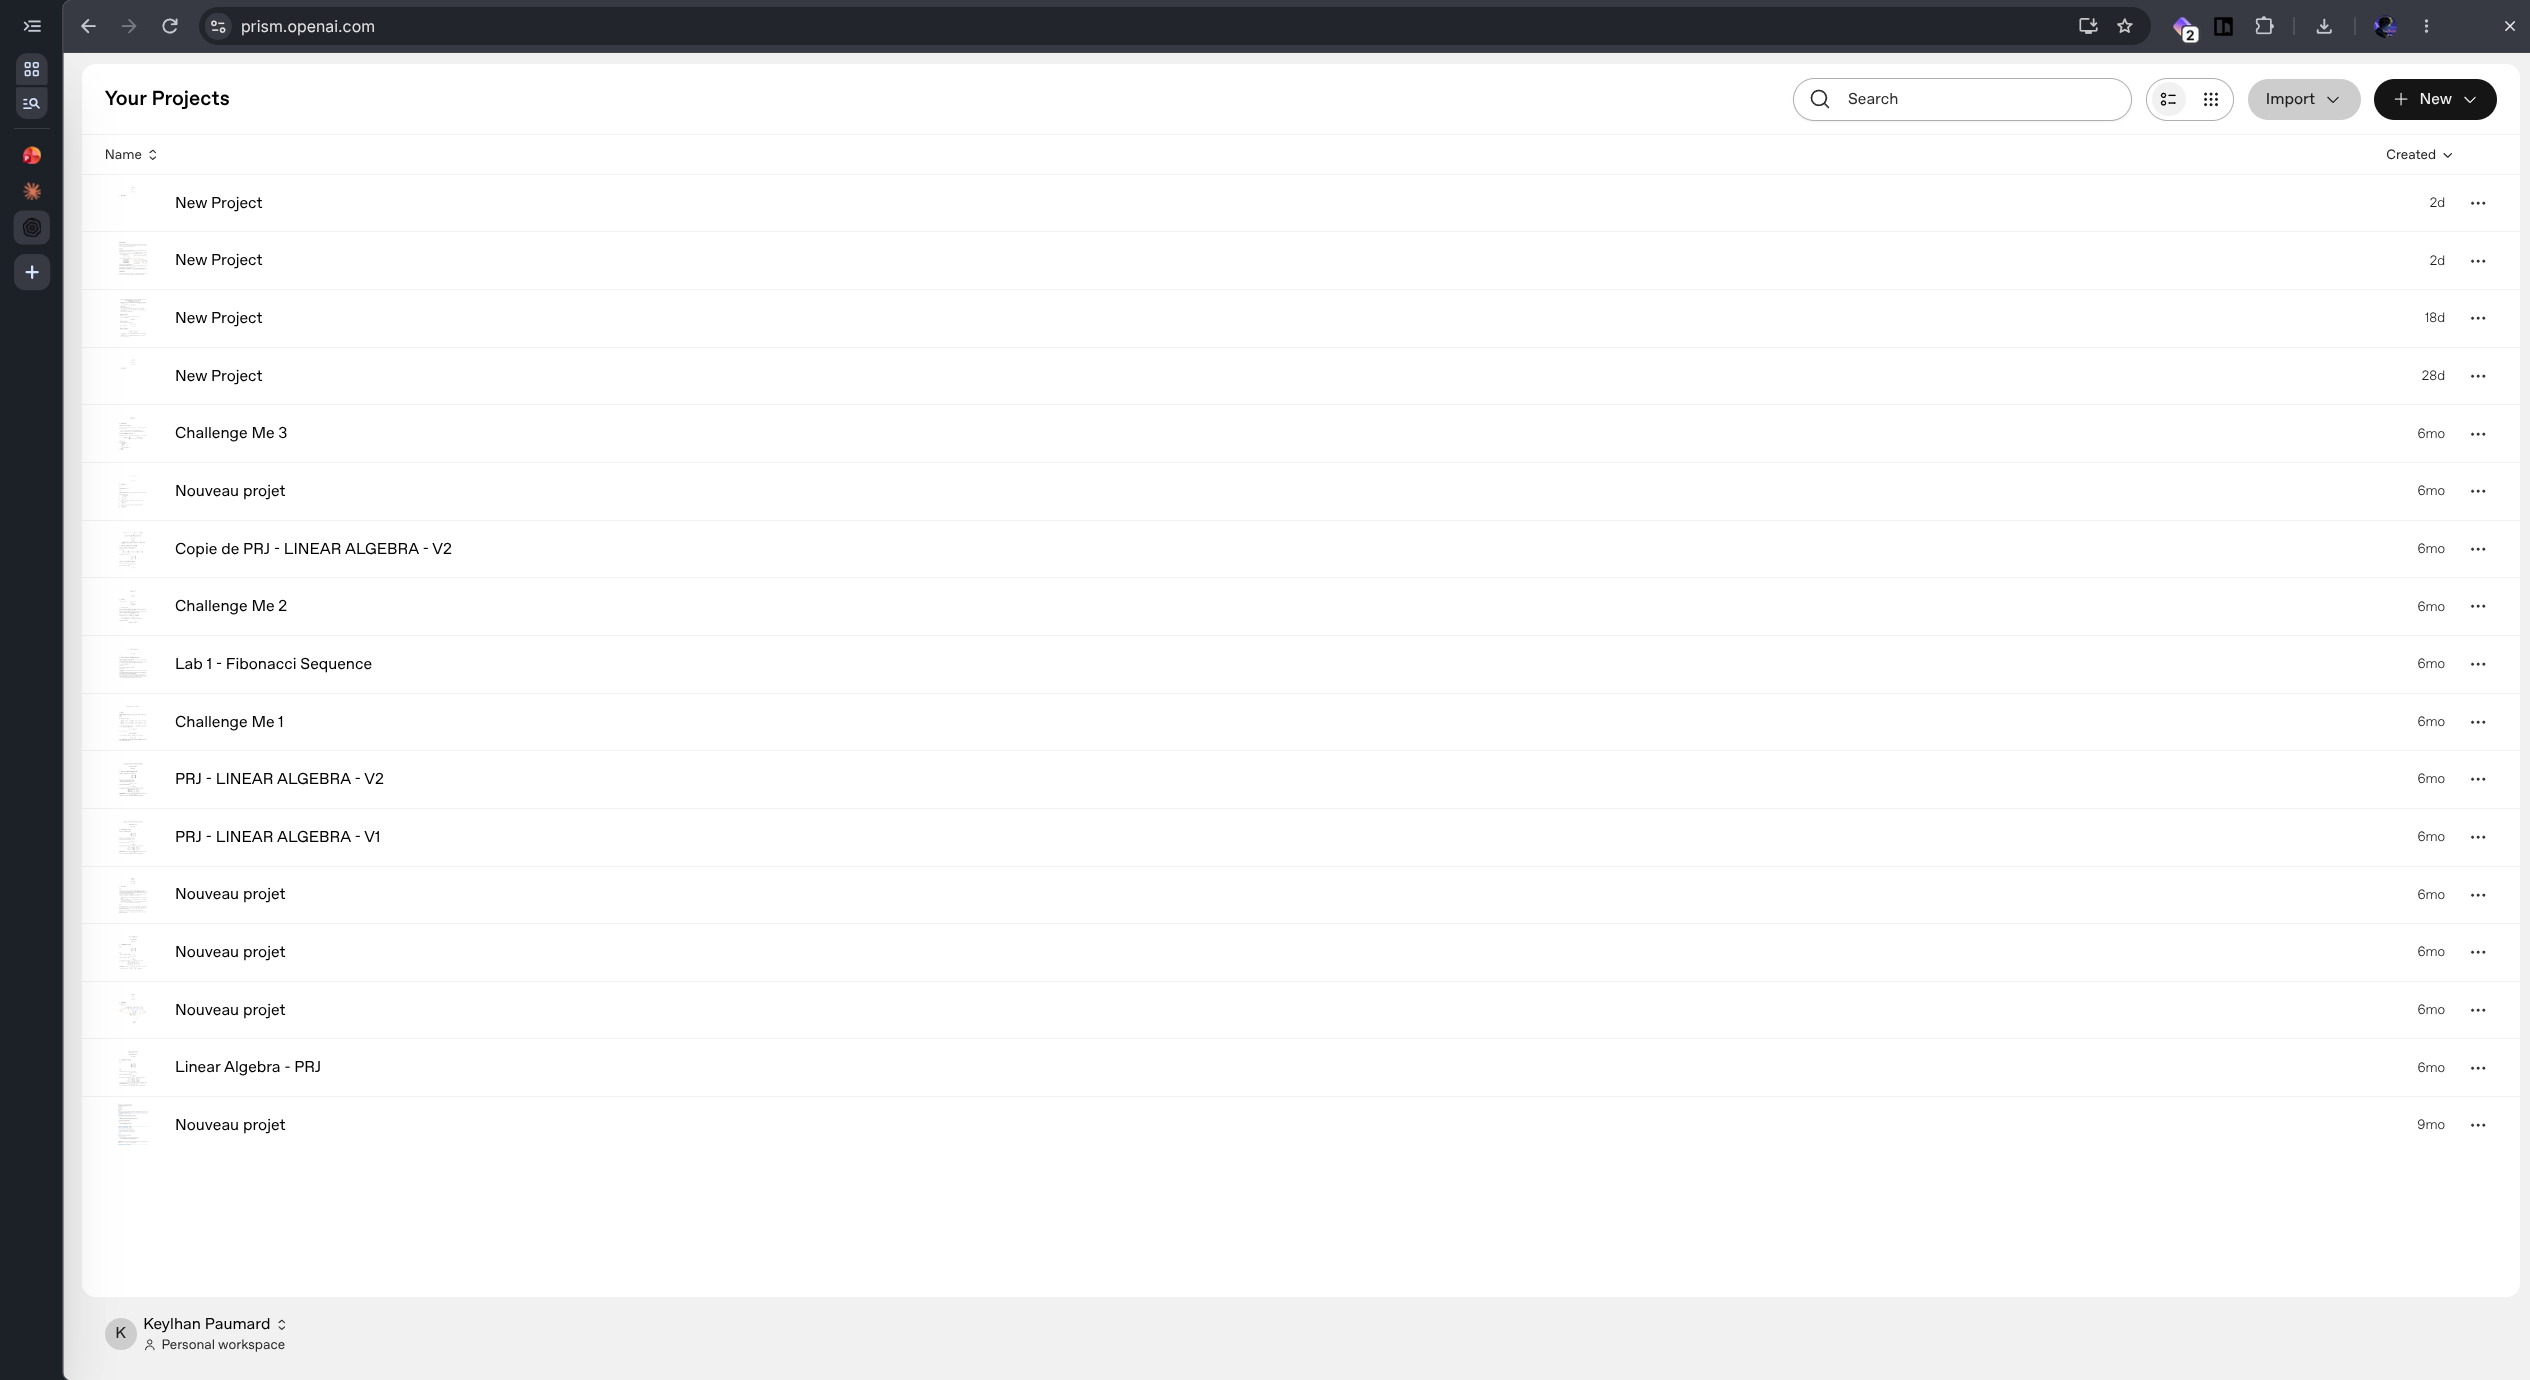 prism.openai.com
2
Your Projects
Search
Import
New
Name
Created
New Project
2d
New Project
2d
New Project
18d
New Project
28d
Challenge Me 3
6mo
Nouveau projet
6mo
Copie de PRJ - LINEAR ALGEBRA - V2
6mo
Challenge Me 2
6mo
Lab 1 - Fibonacci Sequence
6mo
Challenge Me 1
6mo
PRJ - LINEAR ALGEBRA - V2
6mo
PRJ - LINEAR ALGEBRA - V1
6mo
Nouveau projet
6mo
Nouveau projet
6mo
Nouveau projet
6mo
Linear Algebra - PRJ
6mo
Nouveau projet
9mo
K
Keylhan Paumard
Personal workspace